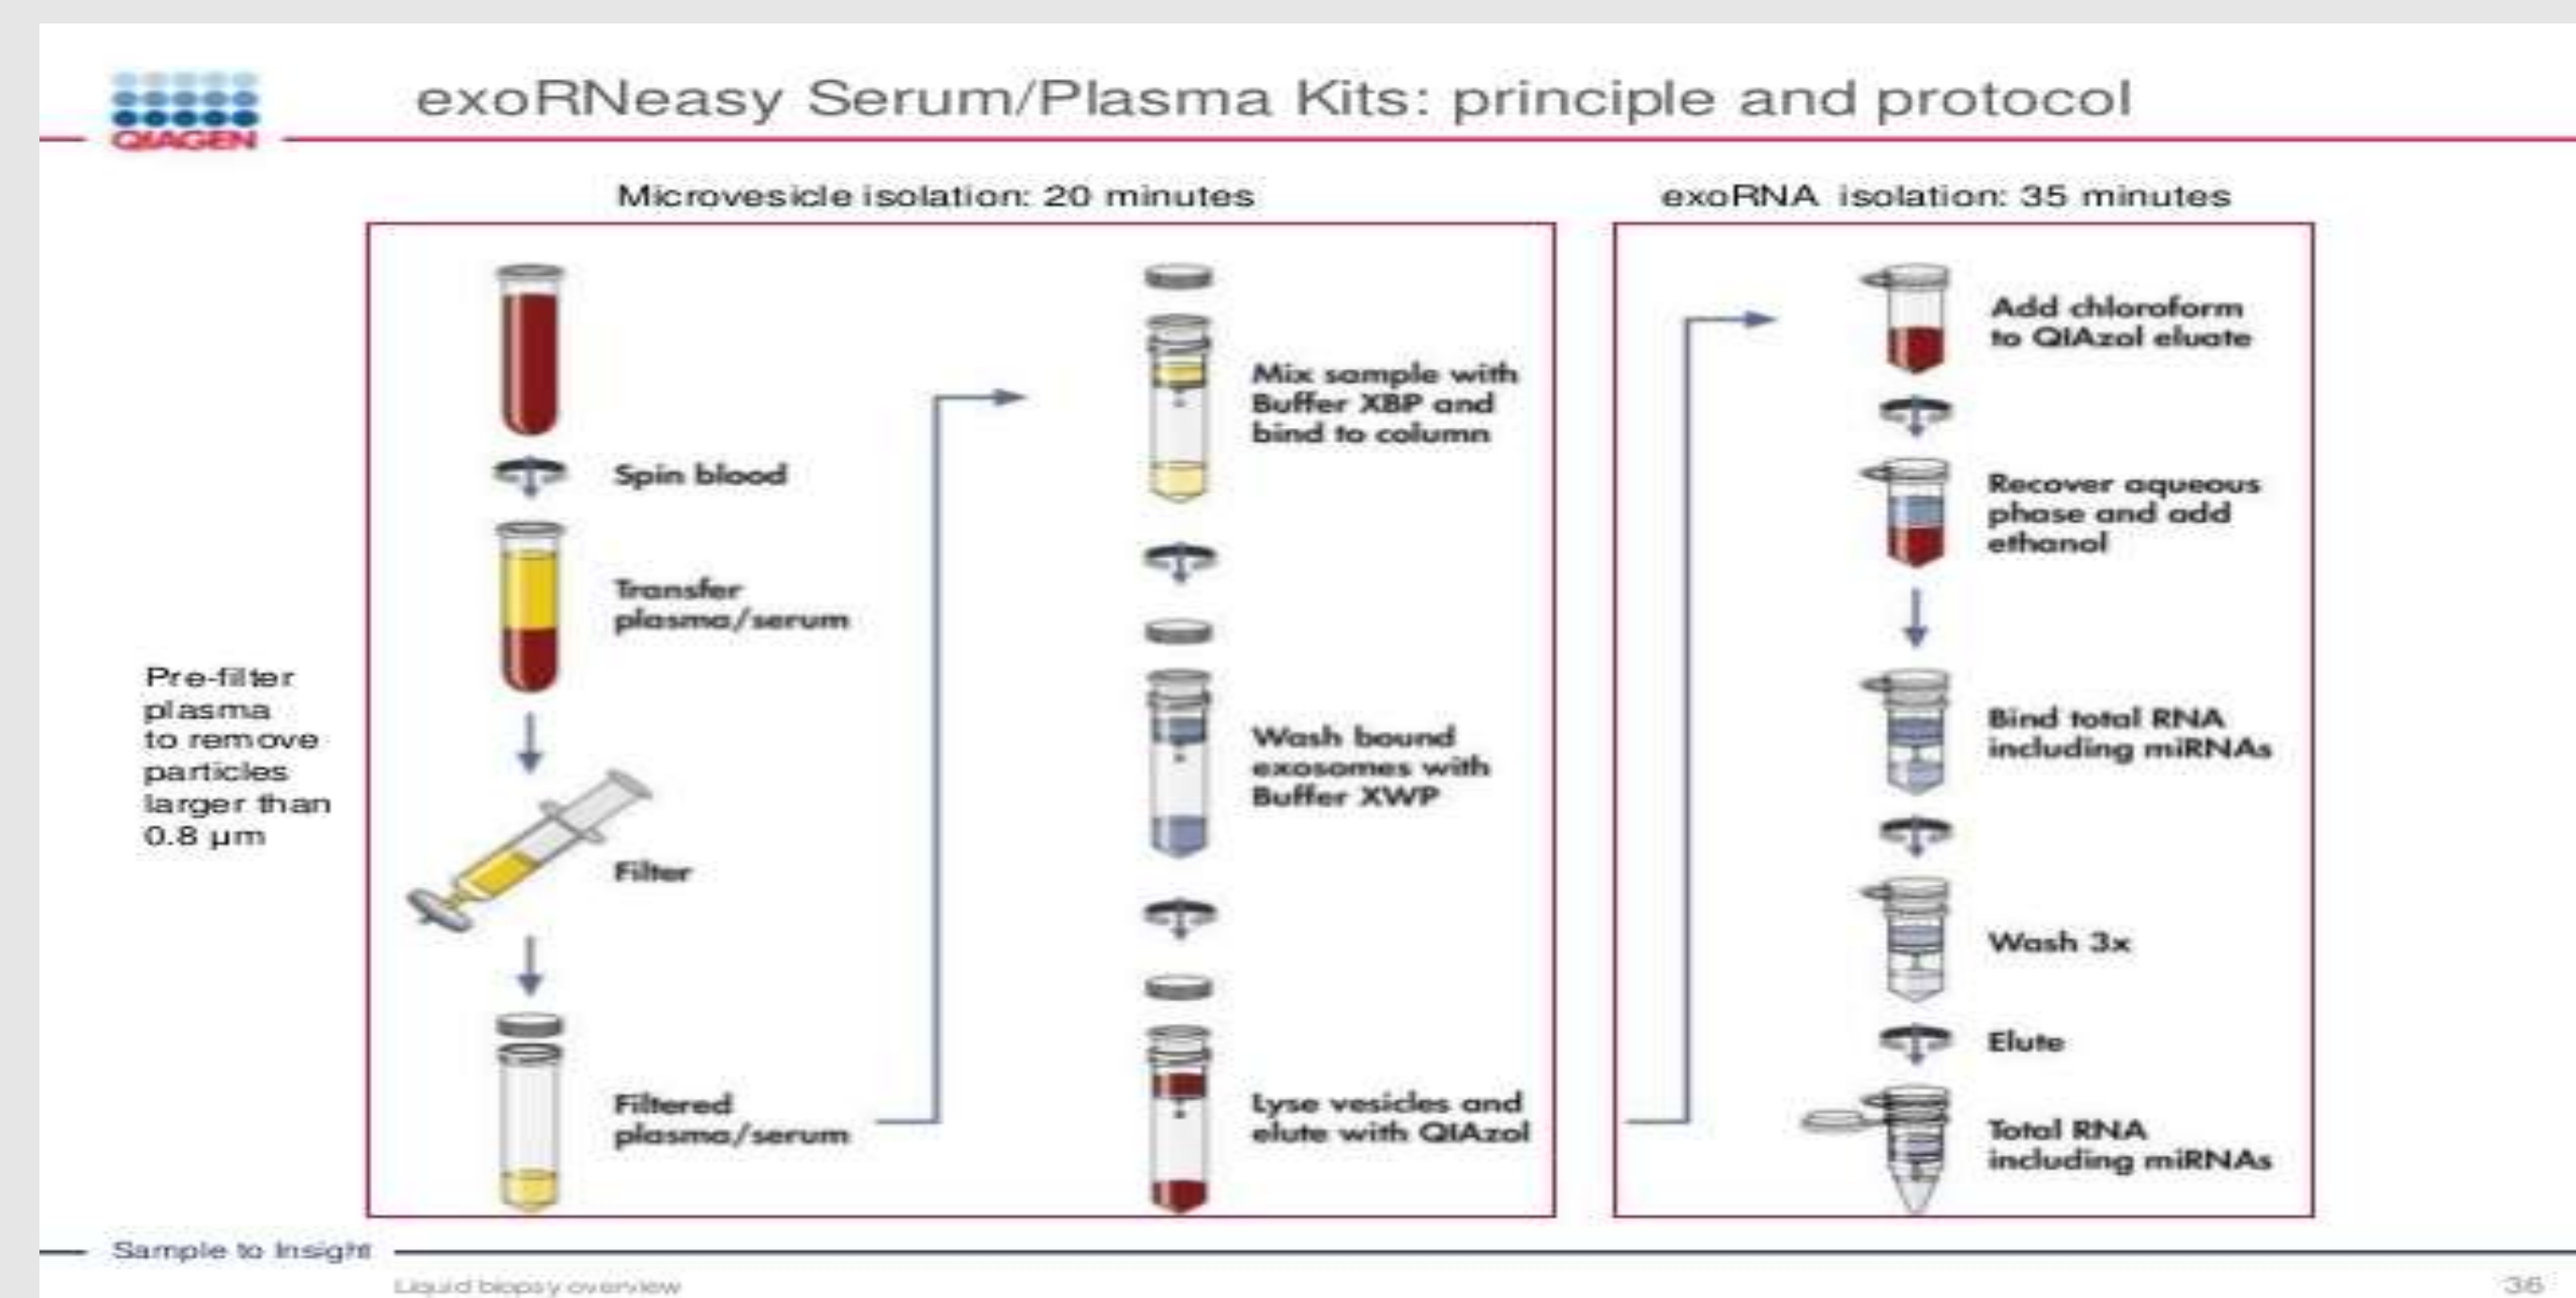 QIAGEN
exoRNeasy Serum/Plasma Kits: principle and protocol
Microvesicle isolation: 20 minutes
Pre-filter
plasma
to remove
particles
larger than
0.8 µm
Spin blood
Transfer
plasma/serum
Filter
Filtered
plasma/serum
Mix sample with
Buffer XBP and
bind to column
Wash bound
exosomes with
Buffer XWP
Lyse vesicles and
elute with QIAzol
exoRNA isolation: 35 minutes
Add chloroform
to QIAzol eluate
Recover aqueous
phase and add
ethanol
Bind total RNA
including miRNAs
Wash 3x
Elute
Total RNA
including miRNAs
Sample to Insight
Liquid biopsy overview
36